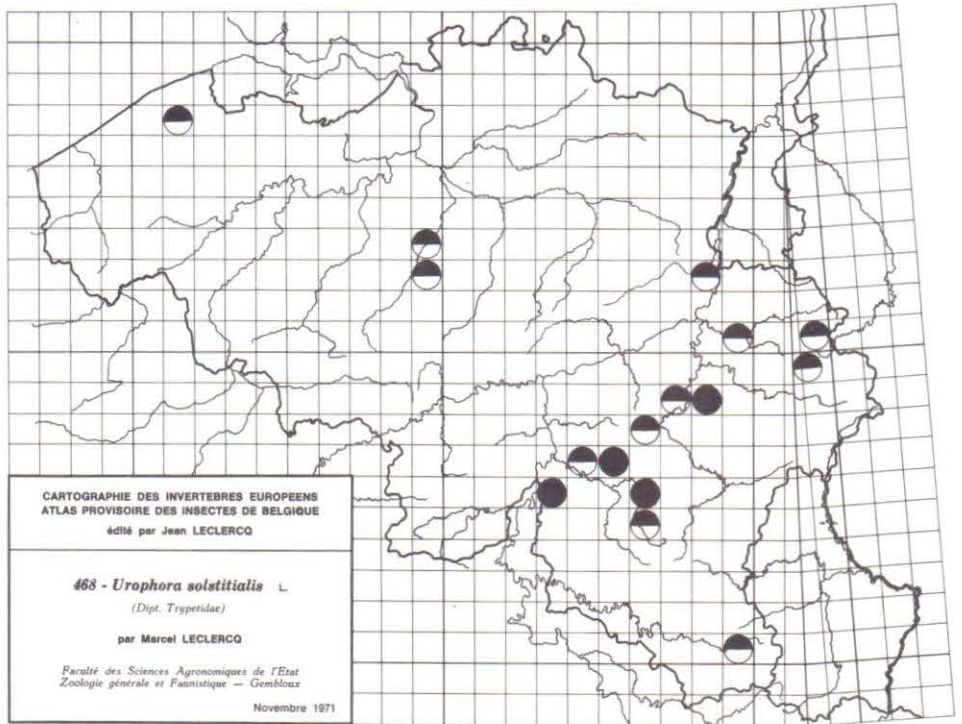 CARTOGRAPHIE DES INVERTEBRES EUROPEENS
ATLAS PROVISOIRE DES INSECTES DE BELGIQUE
édité par Jean LECLERCQ
468 - Urophora solstitialis L.
(Dipt. Trypetidae)
par Marcel LECLERCQ
Faculté des Sciences Agronomiques de l'Etat
Zoologie générale et Faunistique — Gembloux
Novembre 1971